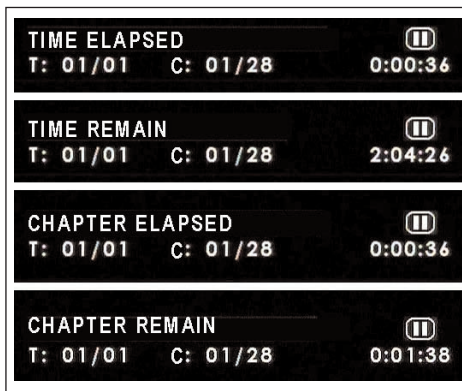 TIME ELAPSED
T: 01/01 C: 01/28 0:00:36
TIME REMAIN
T: 01/01 C: 01/28 2:04:26
CHAPTER ELAPSED
T: 01/01 C: 01/28 0:00:36
CHAPTER REMAIN
T: 01/01 C: 01/28 0:01:38